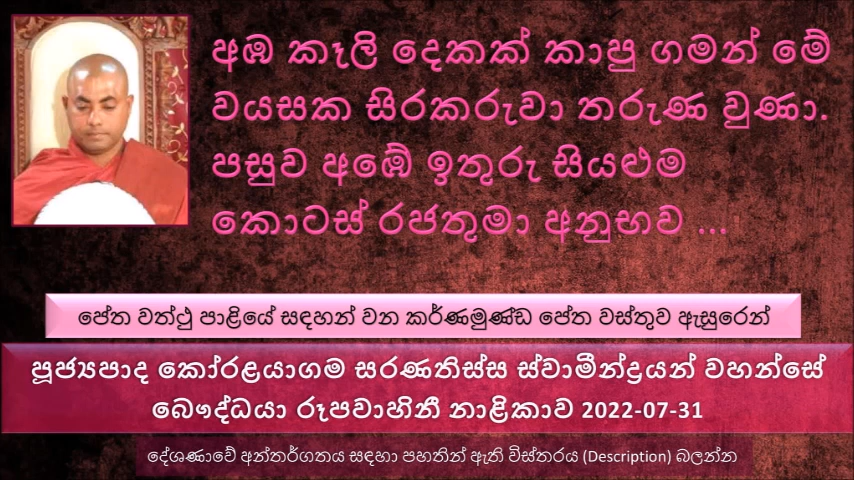 අඹ කෑලි දෙකක් කාපු ගමන් මේ
වයසක සිරකරුවා තරුණ වුණා.
පසුව අඹේ ඉතුරු සියළුම
කොටස් රජතුමා අනුභව ...
පේත වත්ථු පාළියේ සඳහන් වන කර්ණමුණ්ඩ පේත වස්තුව ඇසුරෙන්
පූජ්‍යපාද කෝරළයාගම සරණතිස්ස ස්වාමීන්ද්‍රයන් වහන්සේ
බෞද්ධයා රූපවාහිනී නාළිකාව 2022-07-31
දේශණාවේ අන්තර්ගතය සඳහා පහතින් ඇති විස්තරය (Description) බලන්න